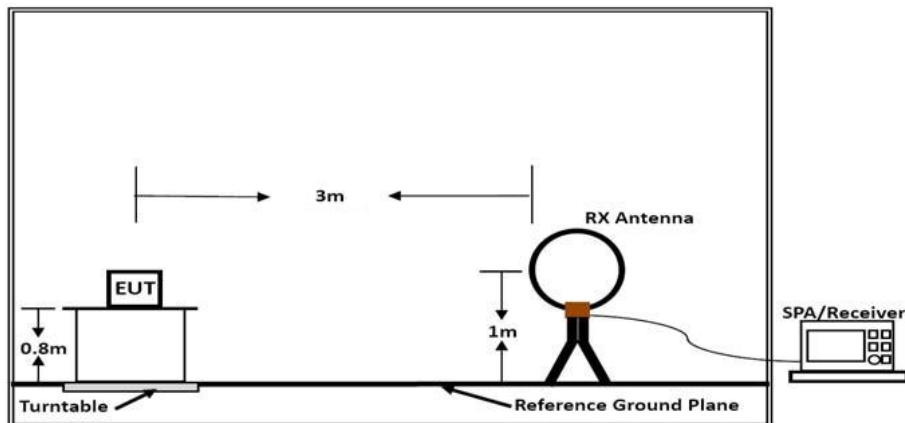 3m
RX Antenna
EUT
SPA/Receiver
0.8m
1m
Turntable
Reference Ground Plane